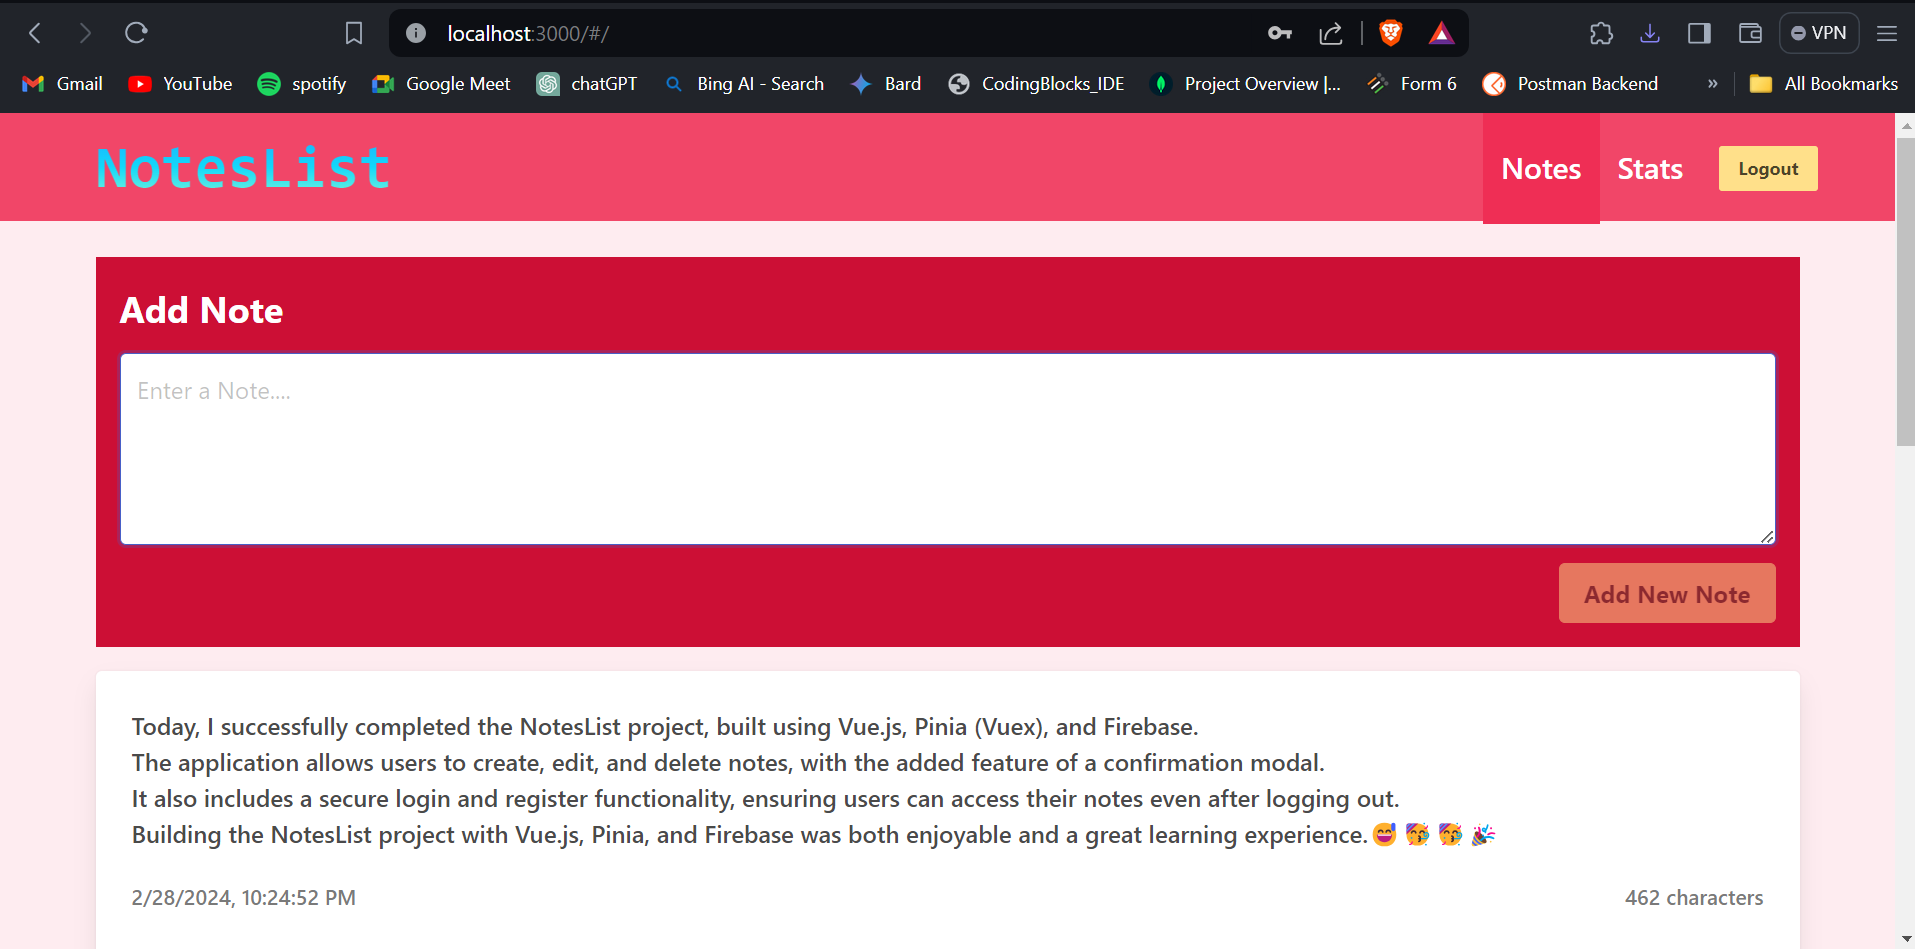 localhost:3000/#/
VPN
Gmail YouTube spotify Google Meet chatGPT Bing AI - Search Bard CodingBlocks_IDE Project Overview |... Form 6 Postman Backend » All Bookmarks
NotesList
Notes Stats Logout
Add Note
Enter a Note....
Add New Note
Today, I successfully completed the NotesList project, built using Vue.js, Pinia (Vuex), and Firebase.
The application allows users to create, edit, and delete notes, with the added feature of a confirmation modal.
It also includes a secure login and register functionality, ensuring users can access their notes even after logging out.
Building the NotesList project with Vue.js, Pinia, and Firebase was both enjoyable and a great learning experience.😅 🥳 🥳 🎉
2/28/2024, 10:24:52 PM 462 characters